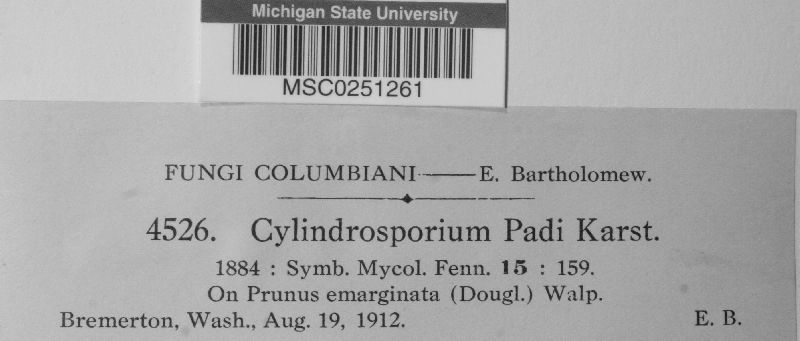 Michigan State University
MSC0251261
FUNGI COLUMBIANI——E. Bartholomew.
4526. Cylindrosporium Padi Karst.
1884 : Symb. Mycol. Fenn. 15 : 159.
On Prunus emarginata (Dougl.) Walp.
Bremerton, Wash., Aug. 19, 1912. E. B.